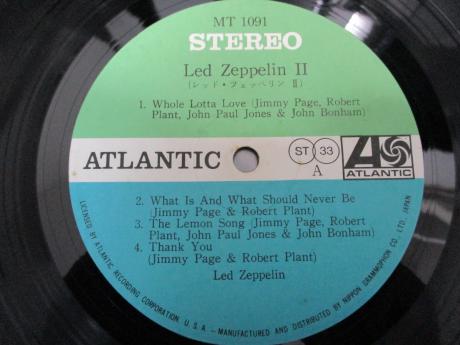 MT 1091
STEREO
Led Zeppelin II
(レッド・ツェッペリン II)
1. Whole Lotta Love (Jimmy Page, Robert
Plant, John Paul Jones & John Bonham)
ATLANTIC
ST 33
A
ATLANTIC
2. What Is And What Should Never Be
(Jimmy Page & Robert Plant)
3. The Lemon Song (Jimmy Page, Robert
Plant, John Paul Jones & John Bonham)
4. Thank You
(Jimmy Page & Robert Plant)
Led Zeppelin
LICENSED BY ATLANTIC RECORDING CORPORATION U.S.A. - MANUFACTURED AND DISTRIBUTED BY NIPPON GRAMMOPHON CO., LTD. JAPAN